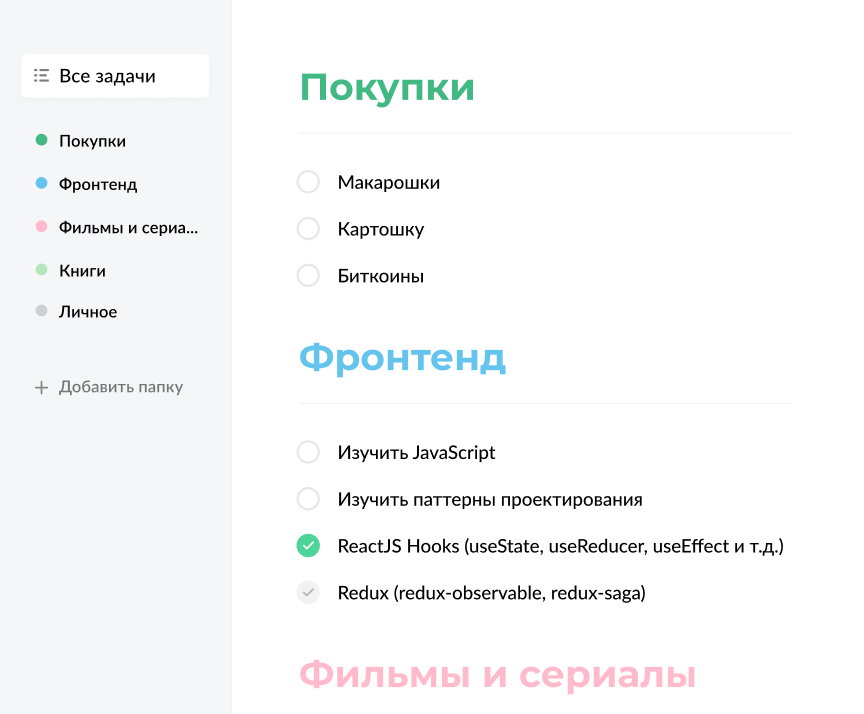 Все задачи
Покупки
Фронтенд
Фильмы и сериа...
Книги
Личное
Добавить папку
Покупки
Макарошки
Картошку
Биткоины
Фронтенд
Изучить JavaScript
Изучить паттерны проектирования
ReactJS Hooks (useState, useReducer, useEffect и т.д.)
Redux (redux-observable, redux-saga)
Фильмы и сериалы